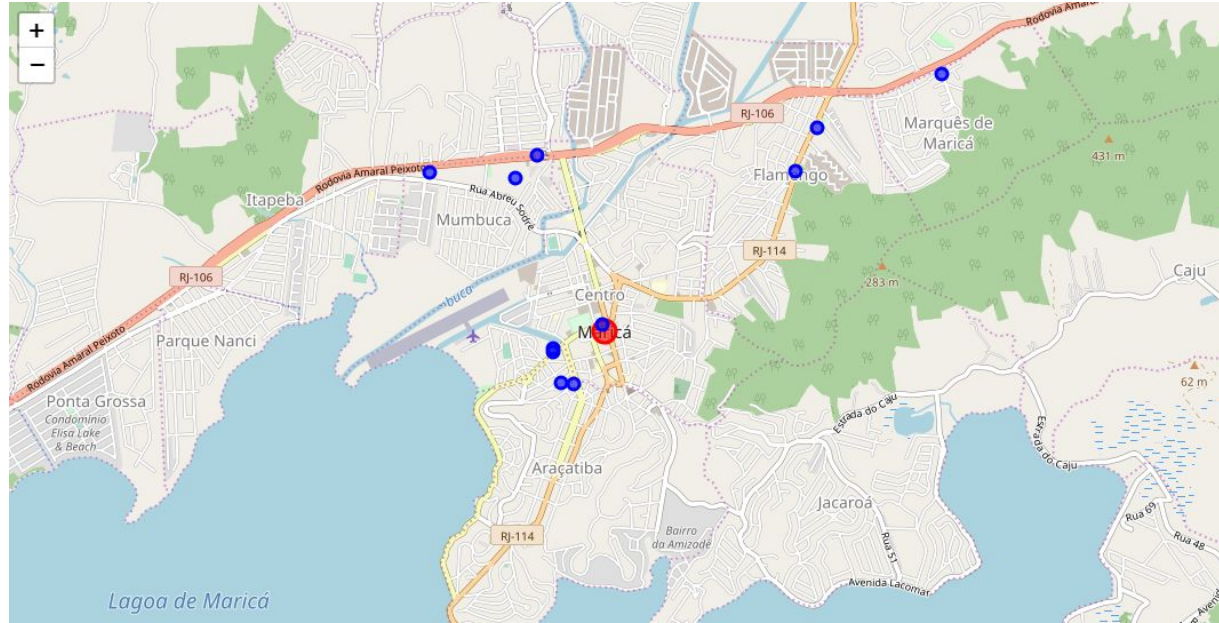 +
−
Rodovia Amara
RJ-106
Marquês de
Maricá
431 m
Rodovia Amaral Peixoto
Flamengo
Itapeba
Rua Abreu Sodré
Mumbuca
RJ-114
RJ-106
283 m
Caju
Centro
mbuca
Maricá
Parque Nanci
Rodovia Amaral Peixoto
62 m
Ponta Grossa
Condomínio
Elisa Lake
& Beach
Estrada do Caju
Estrada do Caju
Araçatiba
Jacaroá
Rua 69
RJ-114
Bairro
da Amizade
Rua 51
Rua 48
Avenida Lacomar
Lagoa de Maricá
Avenid